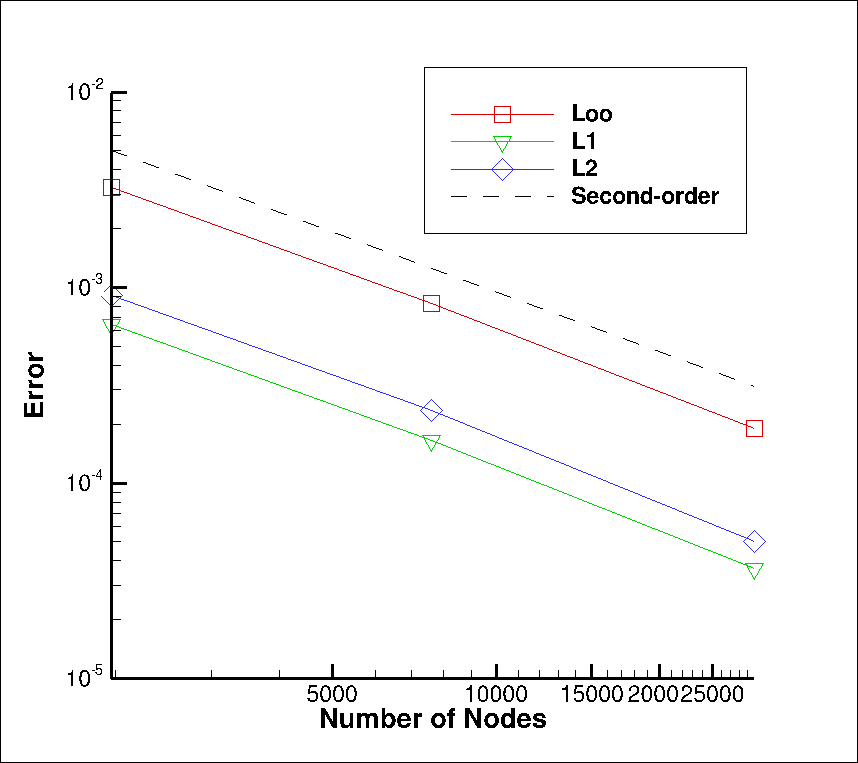 10-2
Loo
L1
L2
Second-order
10-3
Error
10-4
10-5
5000 10000 15000 20000 25000
Number of Nodes